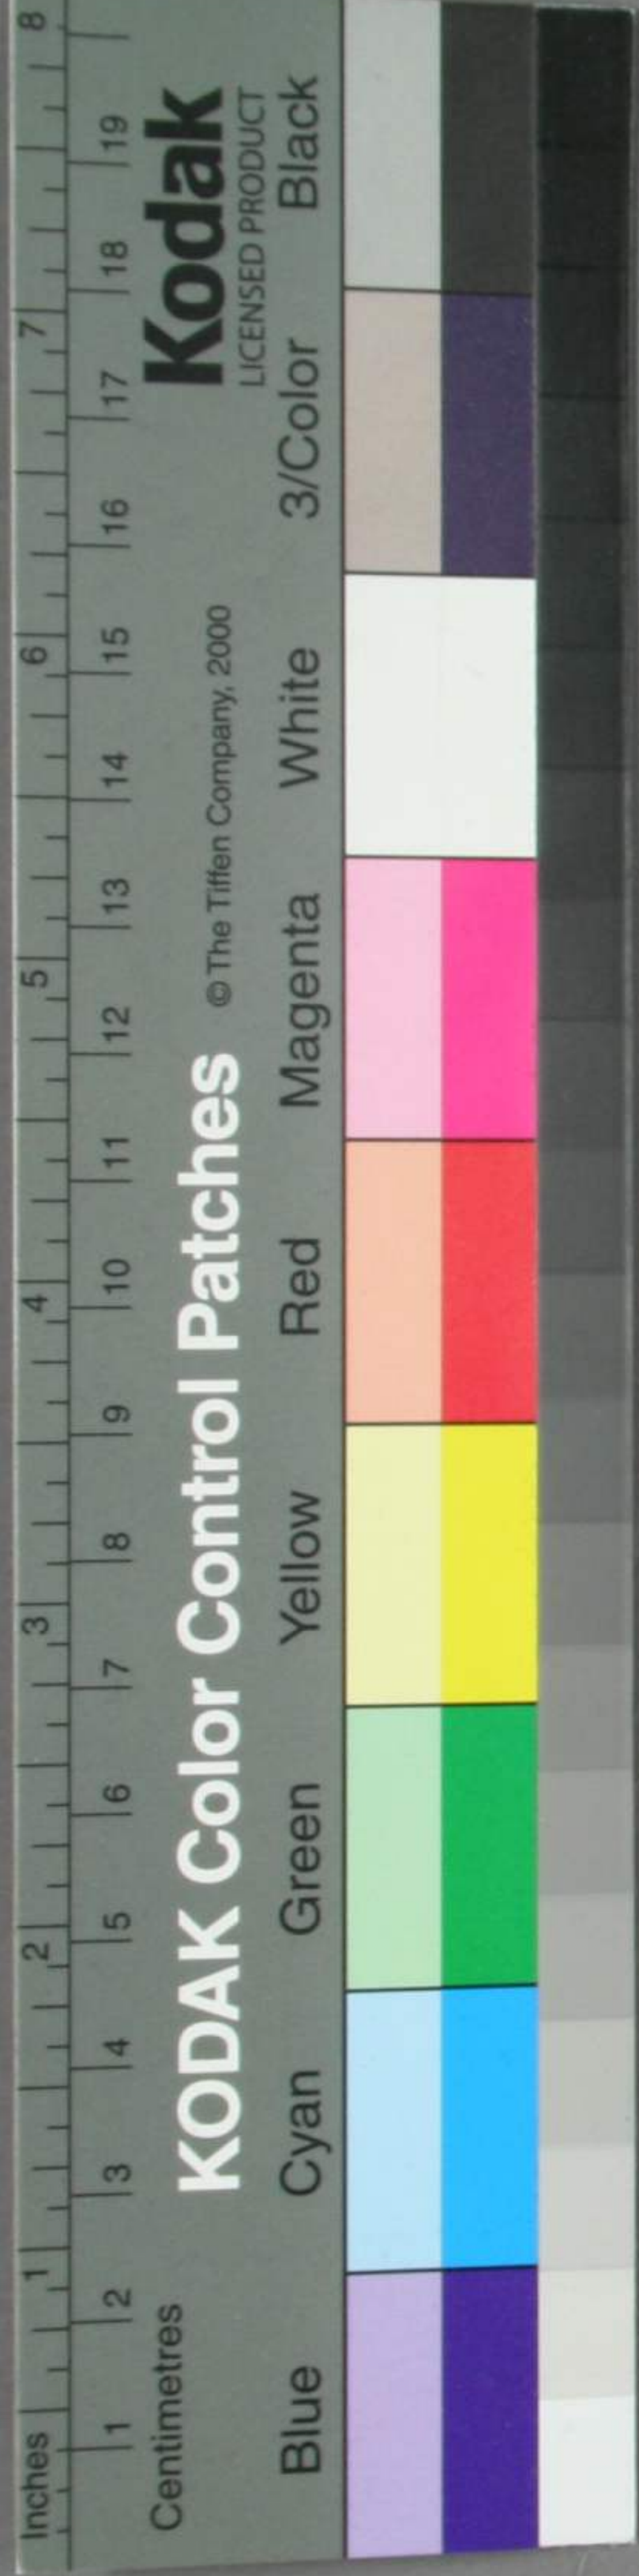 Inches 1 2 3 4 5 6 7 8
1 2 3 4 5 6 7 8 9 10 11 12 13 14 15 16 17 18 19
Centimetres
KODAK Color Control Patches
© The Tiffen Company, 2000
Kodak
LICENSED PRODUCT
Blue Cyan Green Yellow Red Magenta White 3/Color Black